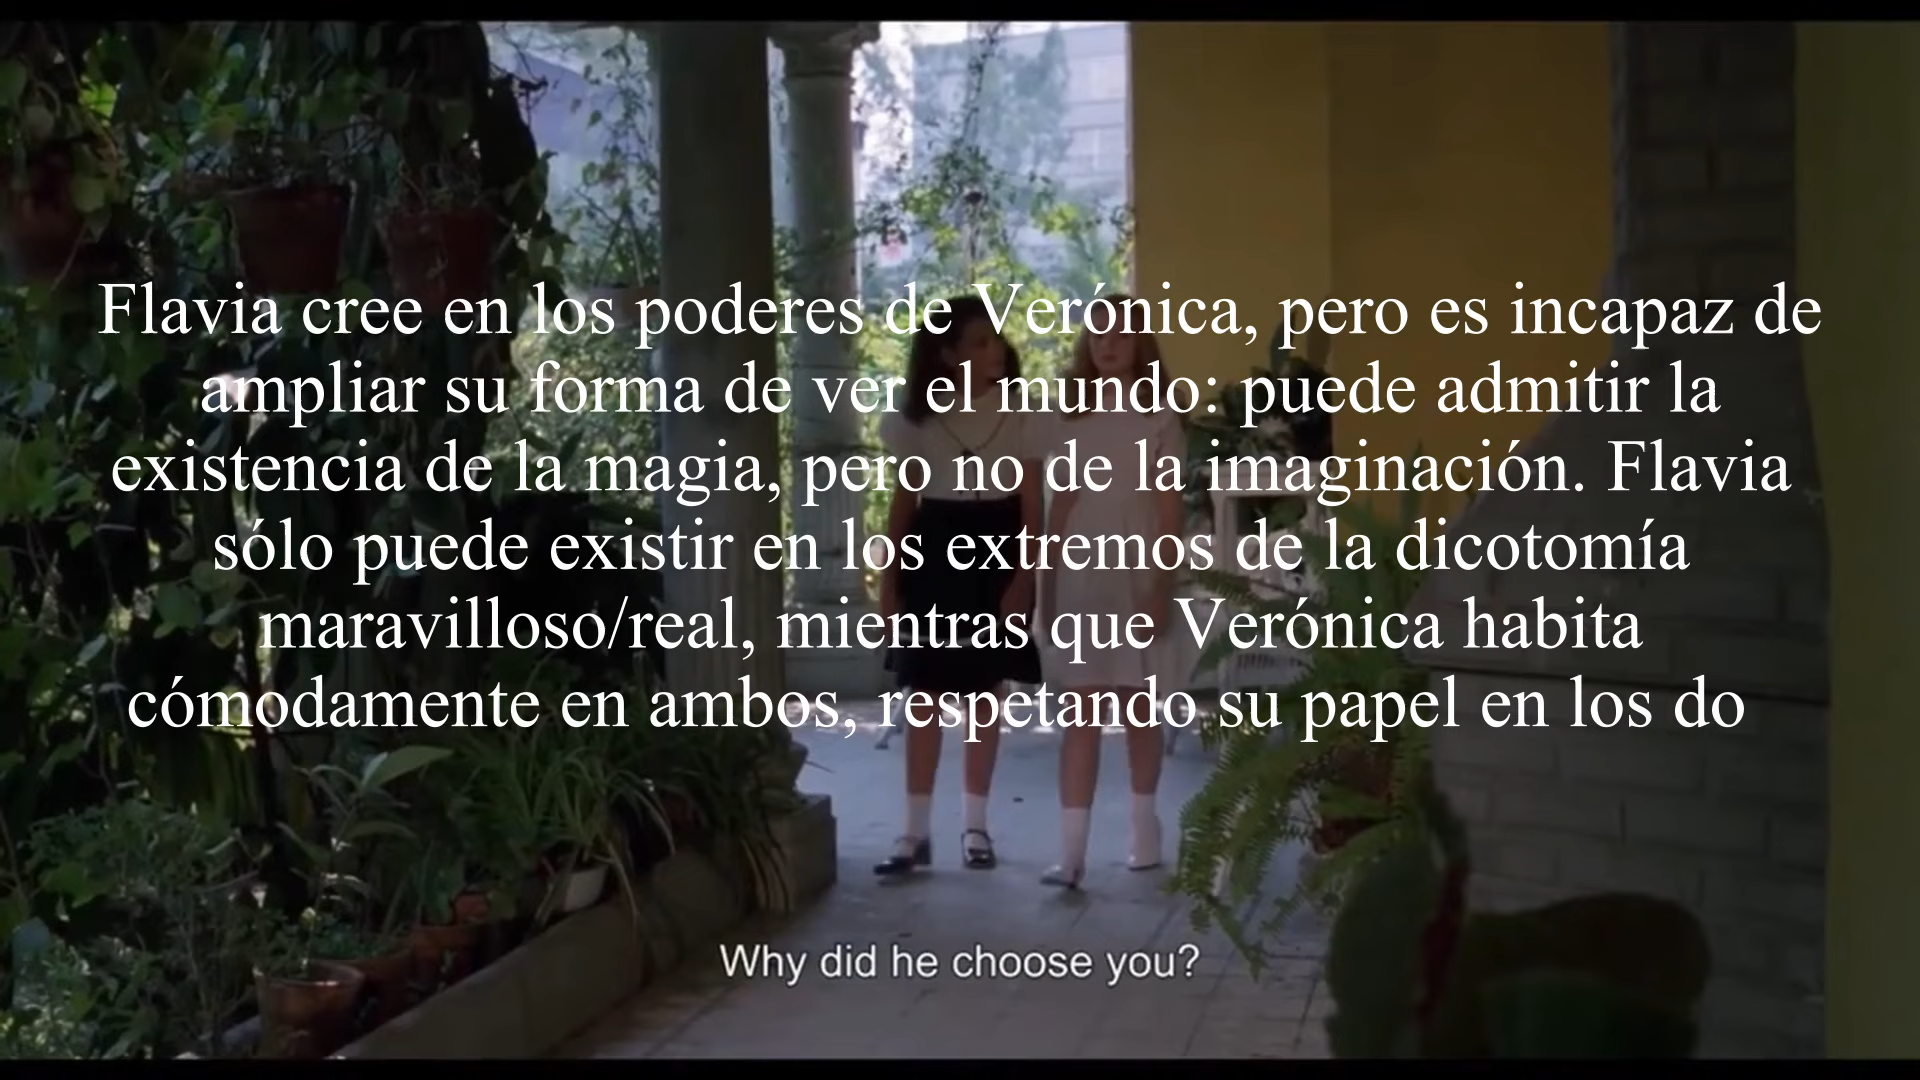 Flavia cree en los poderes de Verónica, pero es incapaz de
ampliar su forma de ver el mundo: puede admitir la
existencia de la magia, pero no de la imaginación. Flavia
sólo puede existir en los extremos de la dicotomía
maravilloso/real, mientras que Verónica habita
cómodamente en ambos, respetando su papel en los do
Why did he choose you?